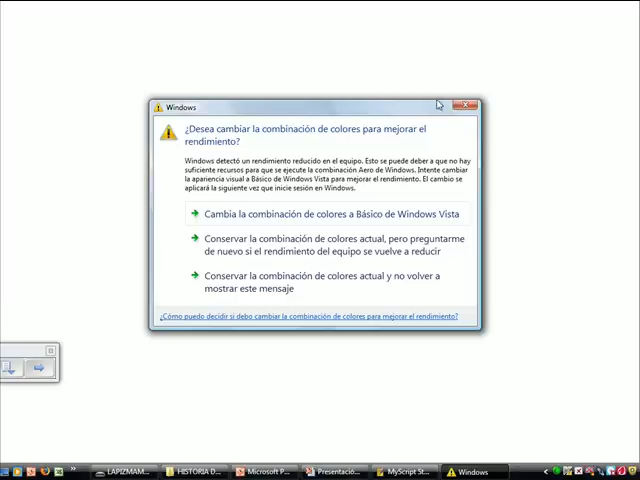 Windows
¿Desea cambiar la combinación de colores para mejorar el
rendimiento?
Windows detectó un rendimiento reducido en el equipo. Esto se puede deber a que no hay
suficiente recursos para que se ejecute la combinación Aero de Windows. Intente cambiar
la apariencia visual a Básico de Windows Vista para mejorar el rendimiento. El cambio se
aplicará la siguiente vez que inicie sesión en Windows.
Cambia la combinación de colores a Básico de Windows Vista
Conservar la combinación de colores actual, pero preguntarme
de nuevo si el rendimiento del equipo se vuelve a reducir
Conservar la combinación de colores actual y no volver a
mostrar este mensaje
¿Cómo puedo decidir si debo cambiar la combinación de colores para mejorar el rendimiento?
LAPIZMAM... HISTORIA D... Microsoft P... Presentació... MyScript St... Windows